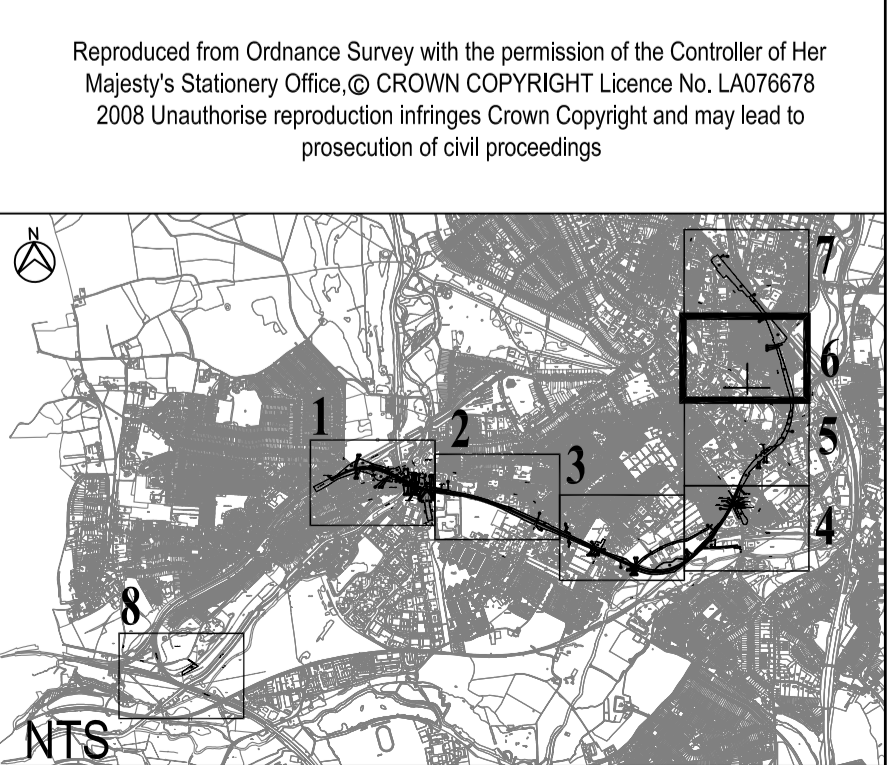 Reproduced from Ordnance Survey with the permission of the Controller of Her
Majesty's Stationery Office,© CROWN COPYRIGHT Licence No. LA076678
2008 Unauthorise reproduction infringes Crown Copyright and may lead to
prosecution of civil proceedings
N
7
6
1
2
5
3
4
8
NTS